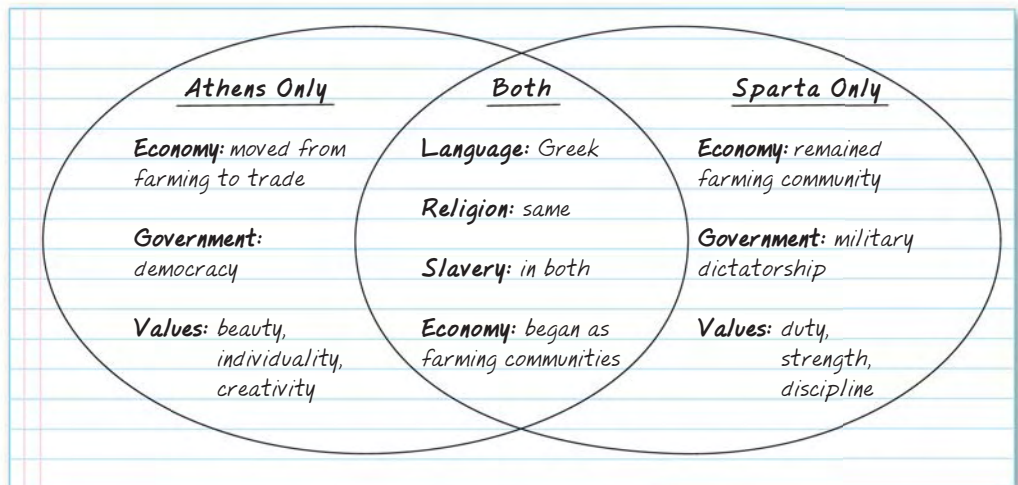 Athens Only
Economy: moved from
farming to trade
Government:
democracy
Values: beauty,
individuality,
creativity
Both
Language: Greek
Religion: same
Slavery: in both
Economy: began as
farming communities
Sparta Only
Economy: remained
farming community
Government: military
dictatorship
Values: duty,
strength,
discipline